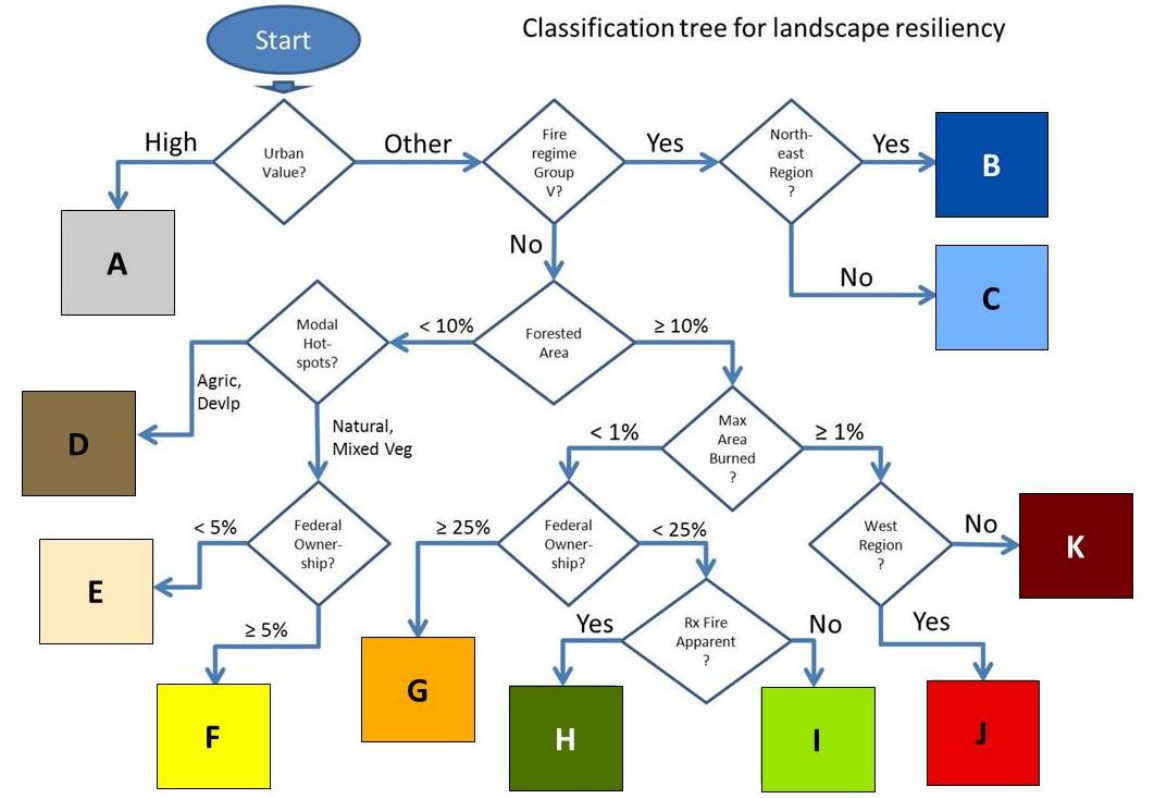 Classification tree for landscape resiliency
Start
High
Urban
Value?
Other
Fire
regime
Group
V?
Yes
North-
east
Region
?
Yes
B
A
No
No
C
Modal
Hot-
spots?
< 10%
Forested
Area
≥ 10%
Agric,
Devlp
D
Natural,
Mixed Veg
< 1%
Max
Area
Burned
?
≥ 1%
< 5%
Federal
Owner-
ship?
≥ 25%
Federal
Owner-
ship?
< 25%
West
Region
?
No
K
E
≥ 5%
Yes
Rx Fire
Apparent
?
No
Yes
F
G
H
I
J